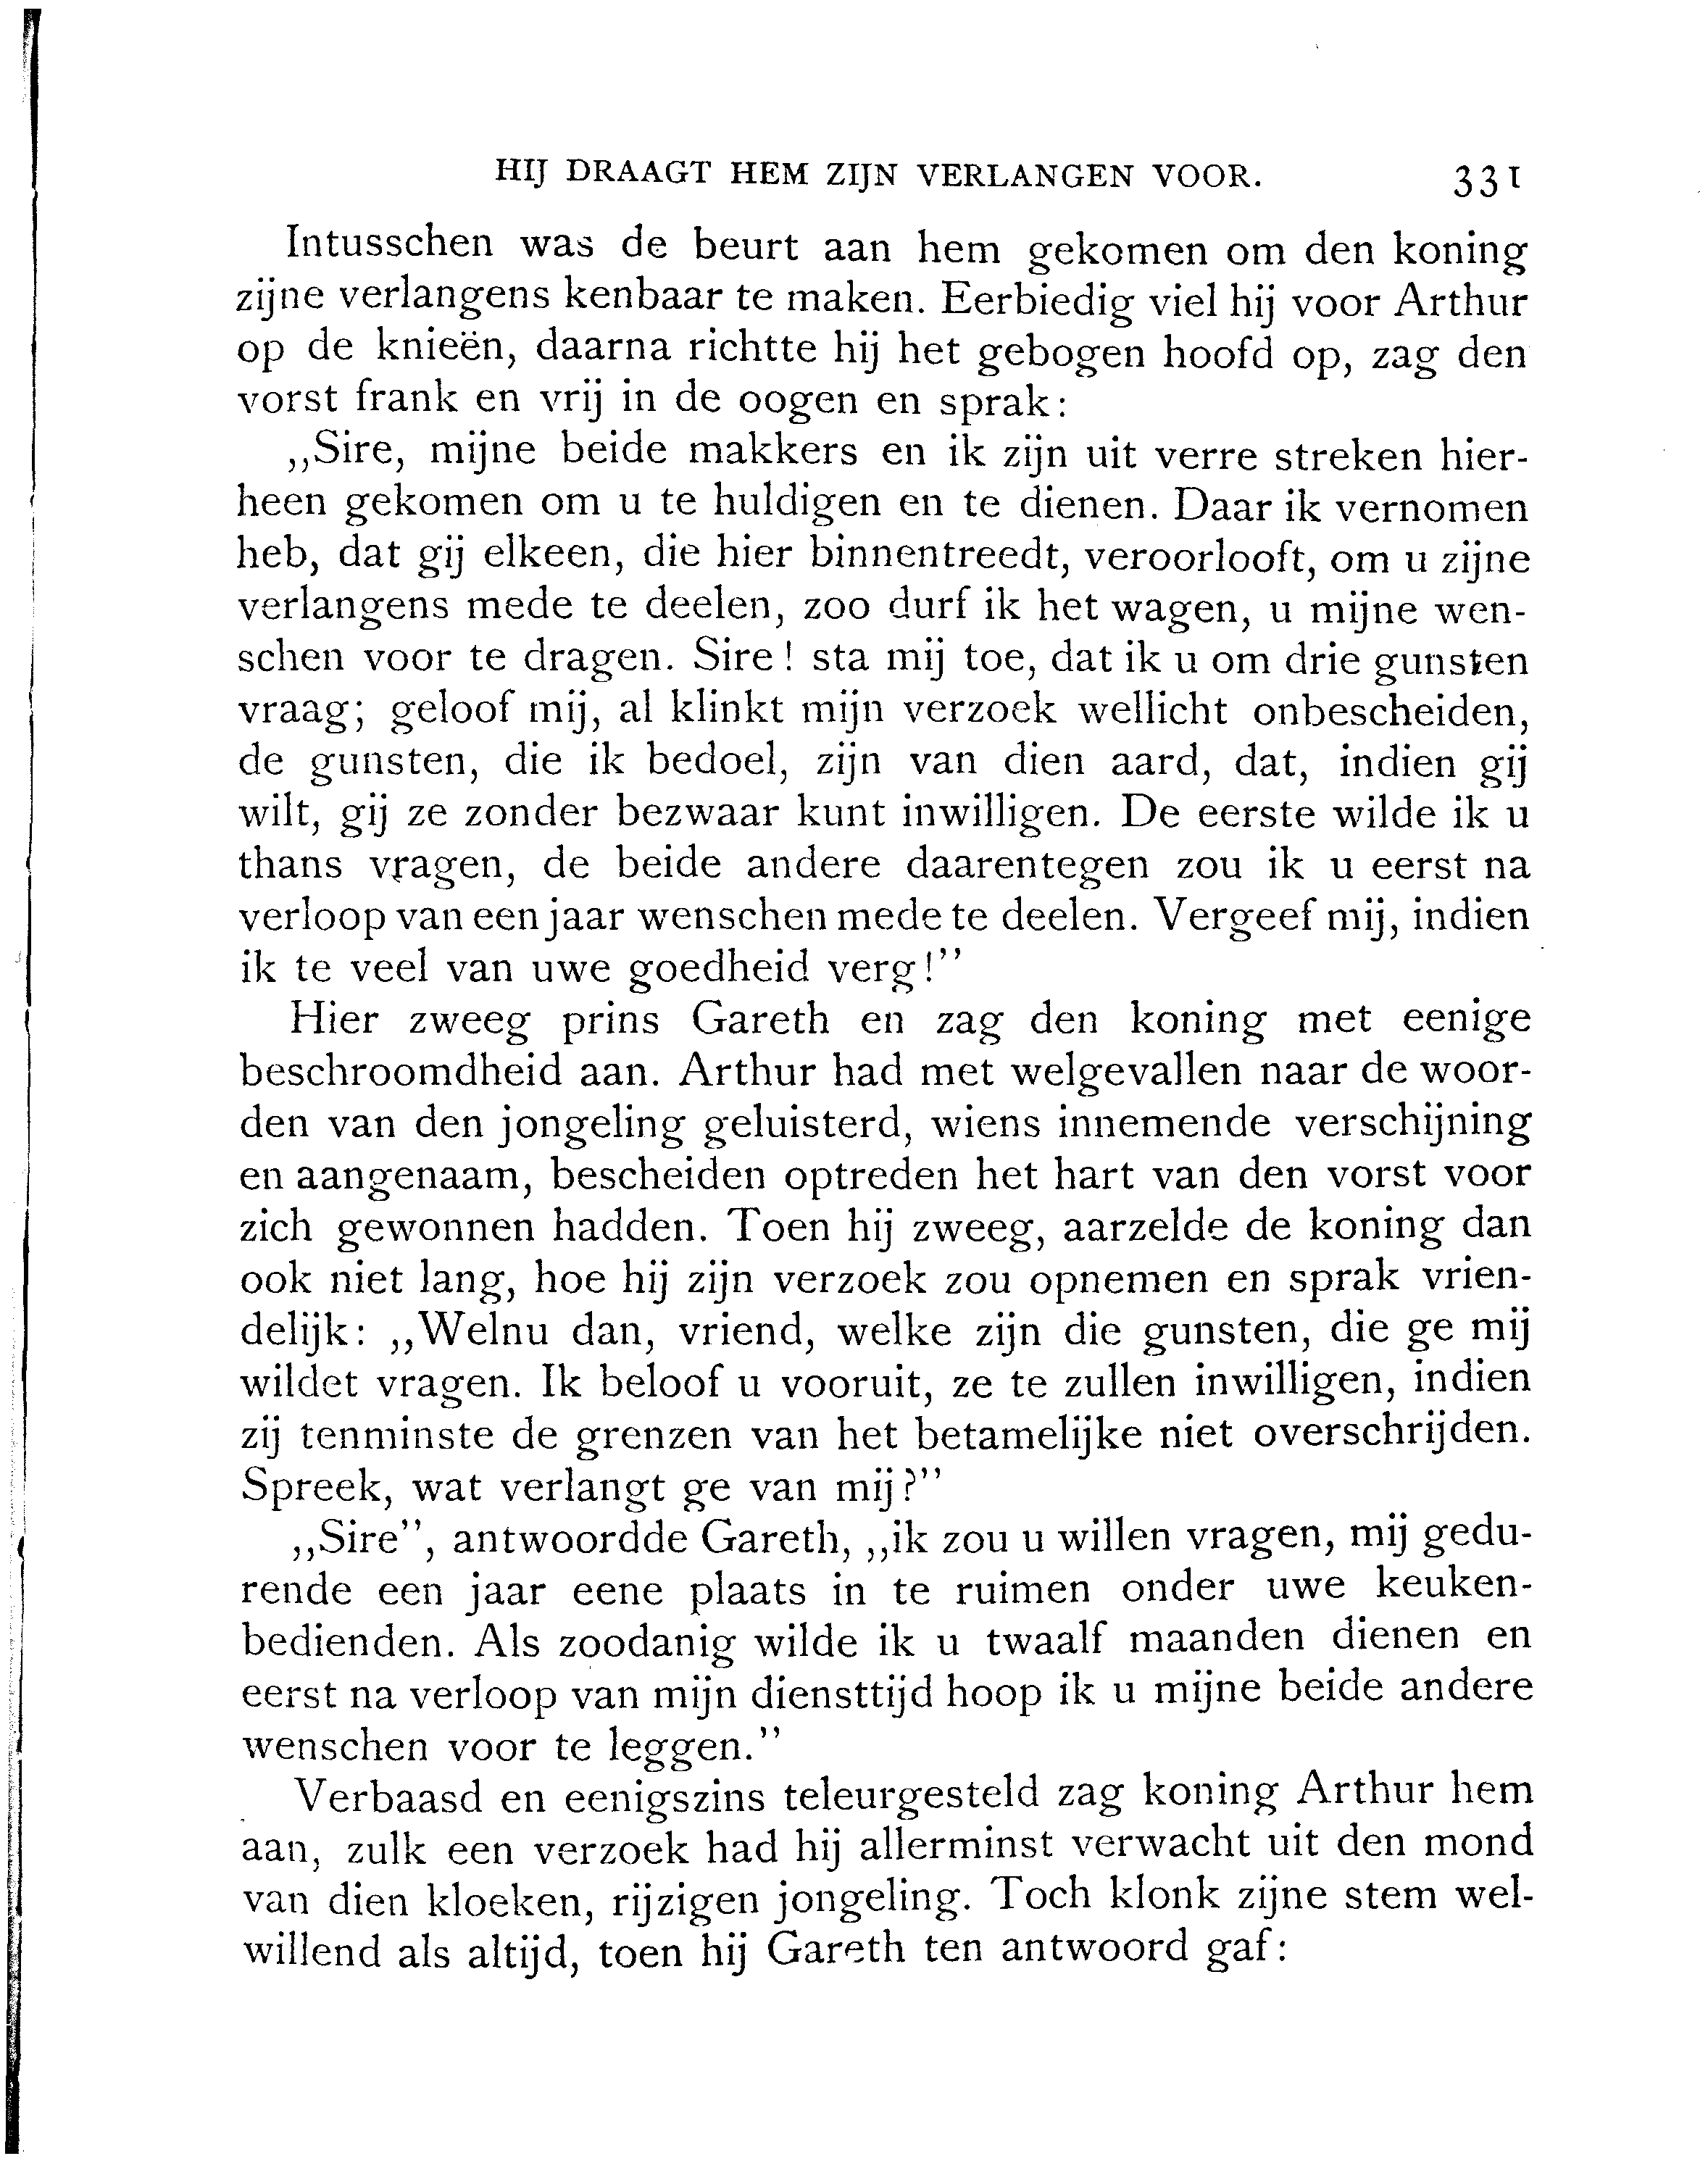 HIJ DRAAGT HEM ZIJN VERLANGEN VOOR. 331
Intusschen was de beurt aan hem gekomen om den koning
zijne verlangens kenbaar te maken. Eerbiedig viel hij voor Arthur
op de knieën, daarna richtte hij het gebogen hoofd op, zag den
vorst frank en vrij in de oogen en sprak:
„Sire, mijne beide makkers en ik zijn uit verre streken hier-
heen gekomen om u te huldigen en te dienen. Daar ik vernomen
heb, dat gij elkeen, die hier binnentreedt, veroorlooft, om u zijne
verlangens mede te deelen, zoo durf ik het wagen, u mijne wen-
schen voor te dragen. Sire! sta mij toe, dat ik u om drie gunsten
vraag; geloof mij, al klinkt mijn verzoek wellicht onbescheiden,
de gunsten, die ik bedoel, zijn van dien aard, dat, indien gij
wilt, gij ze zonder bezwaar kunt inwilligen. De eerste wilde ik u
thans vragen, de beide andere daarentegen zou ik u eerst na
verloop van een jaar wenschen mede te deelen. Vergeef mij, indien
ik te veel van uwe goedheid verg!”
Hier zweeg prins Gareth en zag den koning met eenige
beschroomdheid aan. Arthur had met welgevallen naar de woor-
den van den jongeling geluisterd, wiens innemende verschijning
en aangenaam, bescheiden optreden het hart van den vorst voor
zich gewonnen hadden. Toen hij zweeg, aarzelde de koning dan
ook niet lang, hoe hij zijn verzoek zou opnemen en sprak vrien-
delijk: „Welnu dan, vriend, welke zijn die gunsten, die ge mij
wildet vragen. Ik beloof u vooruit, ze te zullen inwilligen, indien
zij tenminste de grenzen van het betamelijke niet overschrijden.
Spreek, wat verlangt ge van mij?”
„Sire”, antwoordde Gareth, „ik zou u willen vragen, mij gedu-
rende een jaar eene plaats in te ruimen onder uwe keuken-
bedienden. Als zoodanig wilde ik u twaalf maanden dienen en
eerst na verloop van mijn diensttijd hoop ik u mijne beide andere
wenschen voor te leggen.”
Verbaasd en eenigszins teleurgesteld zag koning Arthur hem
aan, zulk een verzoek had hij allerminst verwacht uit den mond
van dien kloeken, rijzigen jongeling. Toch klonk zijne stem wel-
willend als altijd, toen hij Gareth ten antwoord gaf: